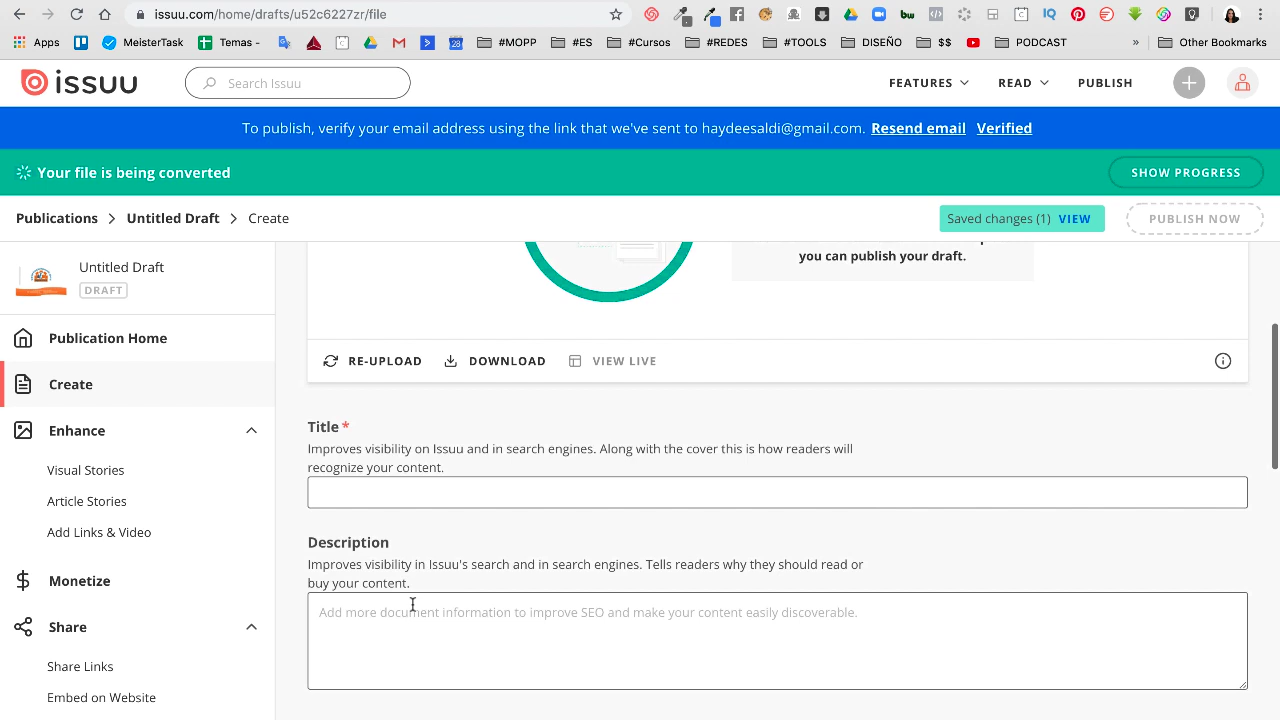 issuu.com/home/drafts/u52c6227zr/file
Apps
MeisterTask
Temas -
#MOPP
#ES
#Cursos
#REDES
#TOOLS
DISEÑO
$$
PODCAST
»
Other Bookmarks
issuu
Search Issuu
FEATURES
READ
PUBLISH
To publish, verify your email address using the link that we've sent to haydeesaldi@gmail.com. Resend email Verified
Your file is being converted
SHOW PROGRESS
Publications > Untitled Draft > Create
Saved changes (1) VIEW
PUBLISH NOW
Untitled Draft
DRAFT
Publication Home
Create
Enhance
Visual Stories
Article Stories
Add Links & Video
Monetize
Share
Share Links
Embed on Website
you can publish your draft.
RE-UPLOAD
DOWNLOAD
VIEW LIVE
Title *
Improves visibility on Issuu and in search engines. Along with the cover this is how readers will
recognize your content.
Description
Improves visibility in Issuu's search and in search engines. Tells readers why they should read or
buy your content.
Add more document information to improve SEO and make your content easily discoverable.